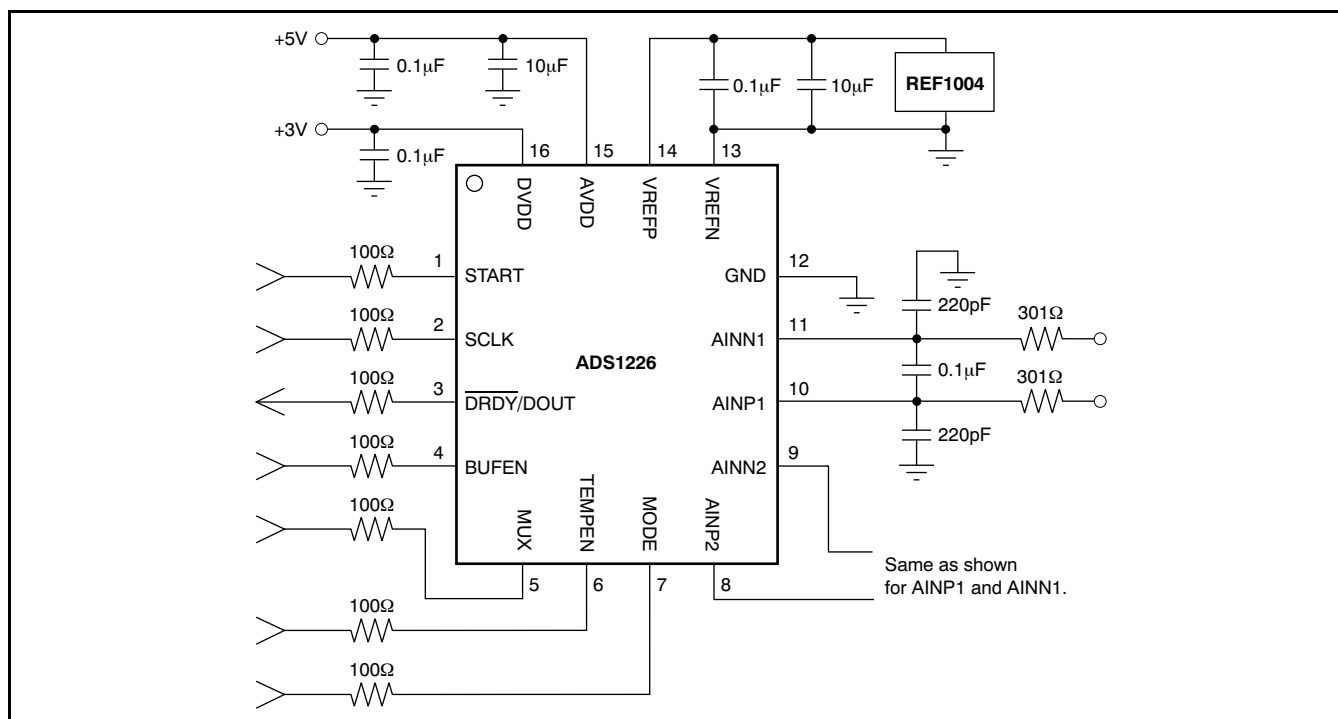 +5V
0.1µF
10µF
0.1µF
10µF
REF1004
+3V
0.1µF
16
15
14
13
DVDD
AVDD
VREFP
VREFN
100Ω
1
START
GND
12
220pF
301Ω
100Ω
2
SCLK
AINN1
11
ADS1226
0.1µF
301Ω
100Ω
3
DRDY/DOUT
AINP1
10
220pF
100Ω
4
BUFEN
AINN2
9
100Ω
MUX
TEMPEN
MODE
AINP2
5
6
7
8
Same as shown
for AINP1 and AINN1.
100Ω
100Ω